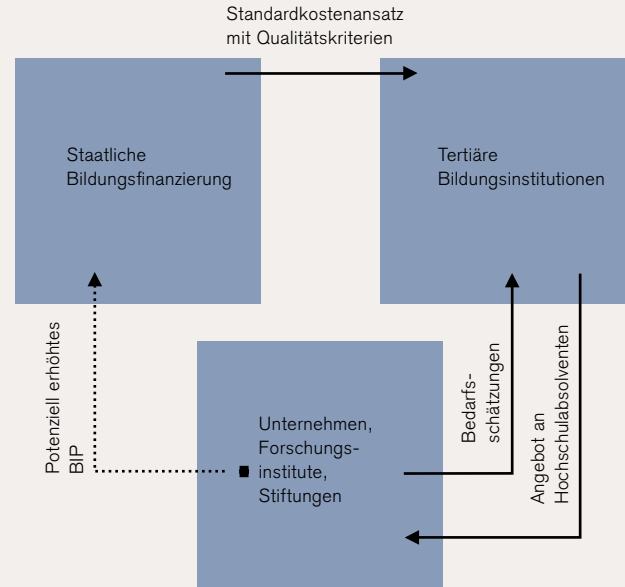 Standardkostenansatz
mit Qualitätskriterien
Staatliche
Bildungsfinanzierung
Tertiäre
Bildungsinstitutionen
Potenziell erhöhtes
BIP
Unternehmen,
Forschungs-
institute,
Stiftungen
Bedarfs-
schätzungen
Angebot an
Hochschulabsolventen